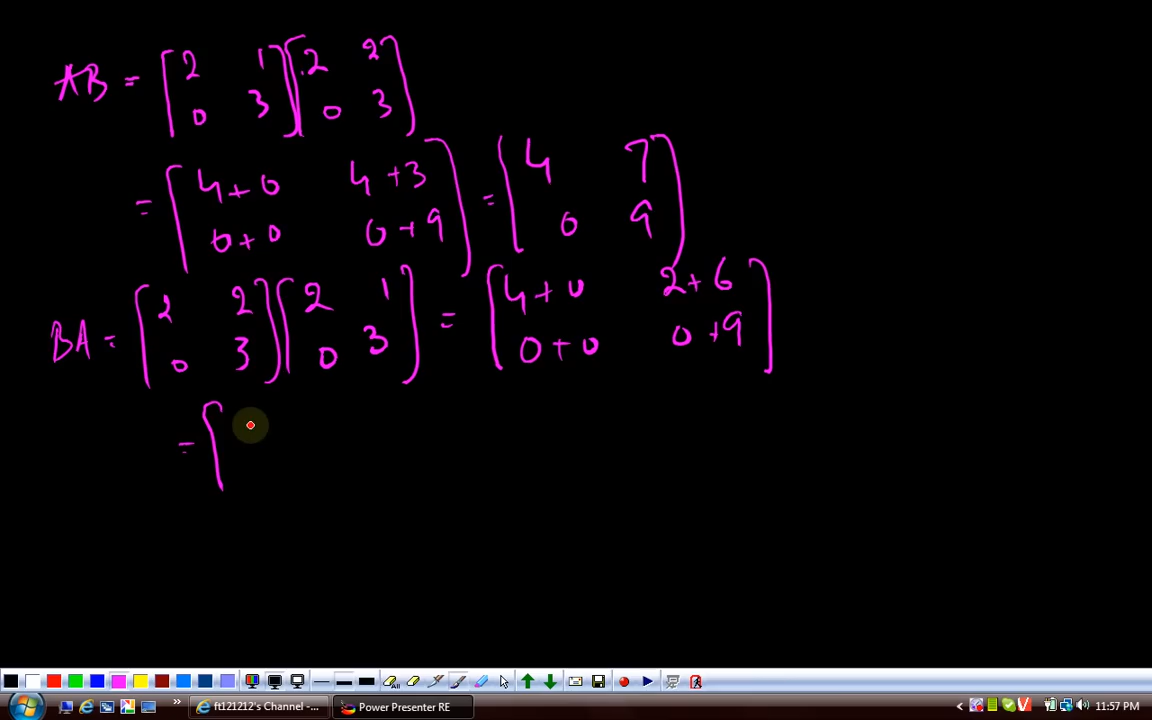 AB = [2 1; 0 3] [2 2; 0 3]
= [4+0 4+3; 0+0 0+9] = [4 7; 0 9]
BA = [2 2; 0 3] [2 1; 0 3] = [4+0 2+6; 0+0 0+9]
= [
ft121212's Channel -... Power Presenter RE 11:57 PM